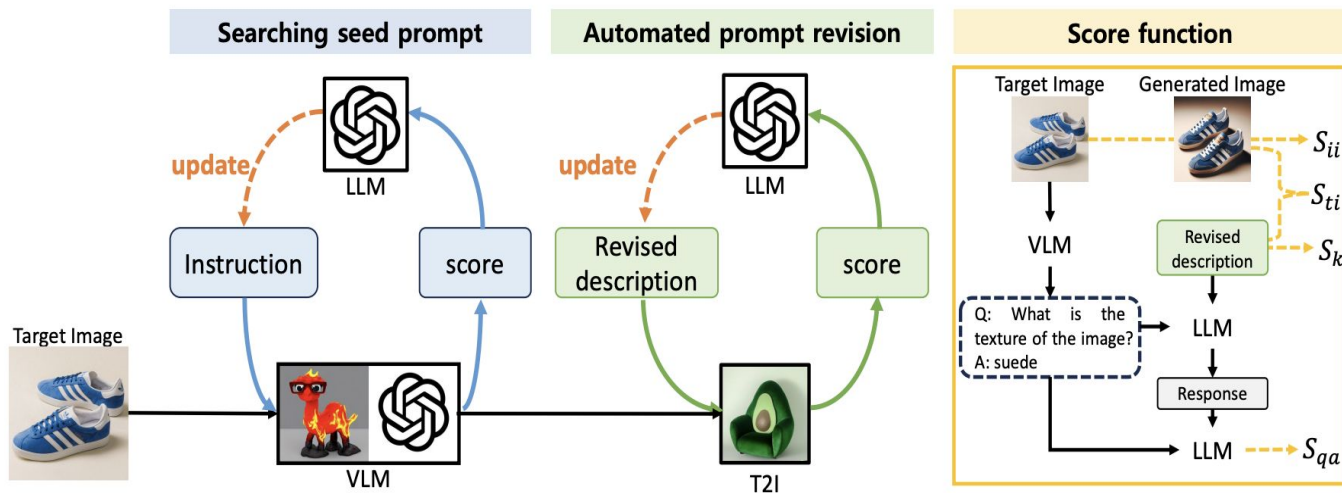 Searching seed prompt
Automated prompt revision
Score function
LLM
update
Instruction
score
Target Image
VLM
LLM
update
Revised
description
score
T2I
Target Image
Generated Image
S_ii
S_ti
S_k
VLM
Revised
description
Q: What is the
texture of the image?
A: suede
LLM
Response
LLM
S_qa